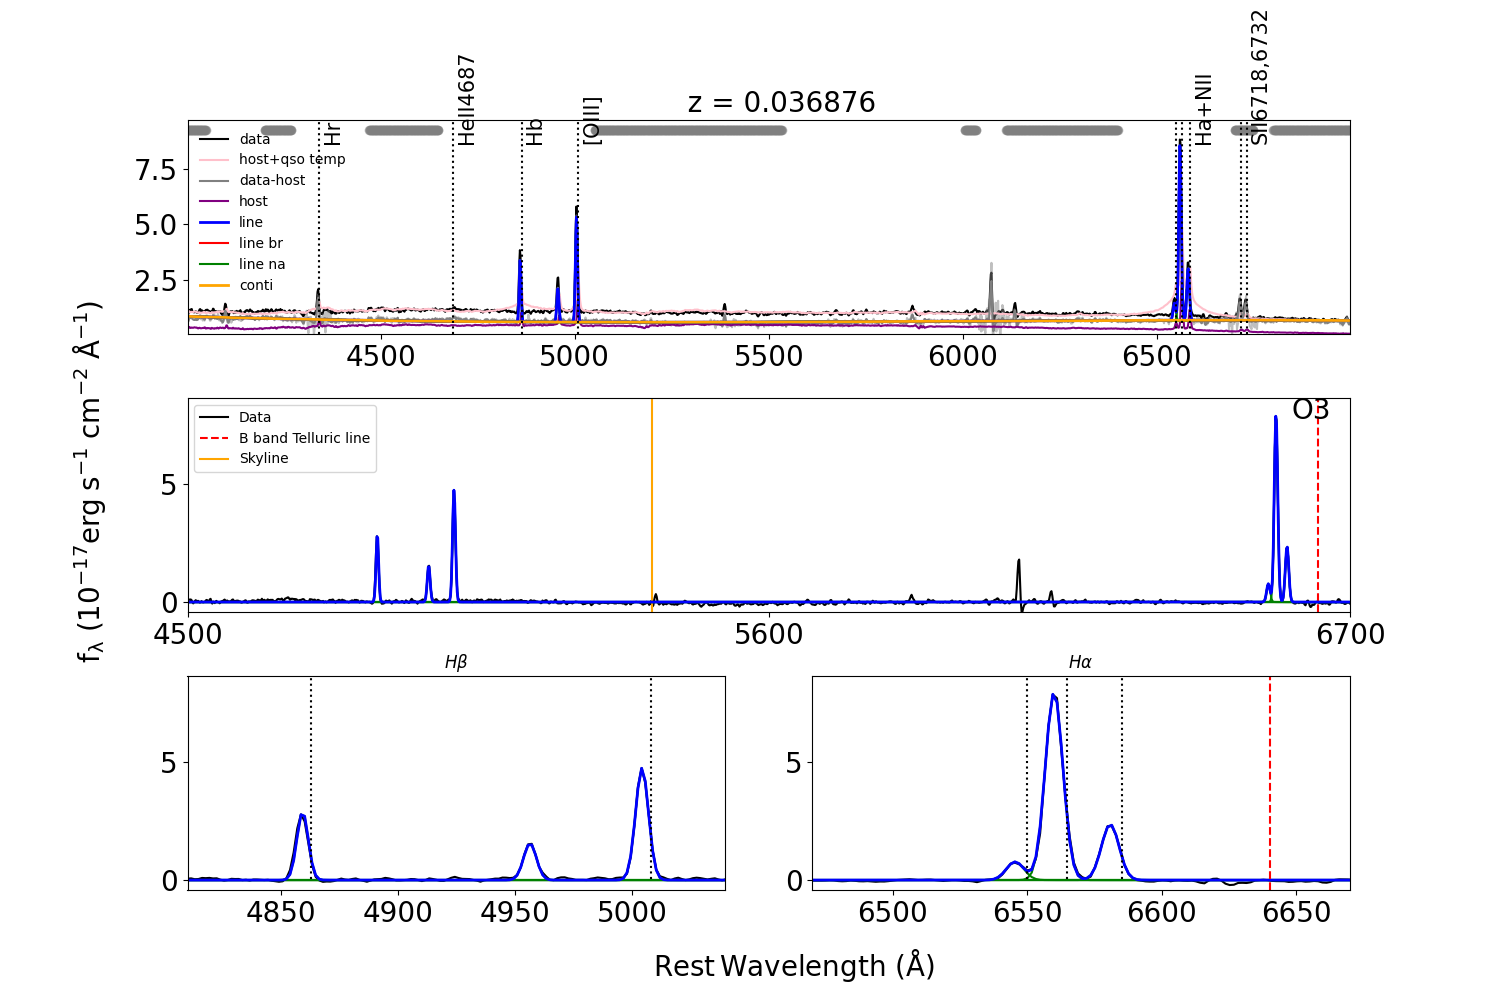 z = 0.036876
Hr
HeII4687
Hb
[OIII]
Ha+NII
SII6718,6732
data
host+qso temp
data-host
host
line
line br
line na
conti
7.5
5.0
2.5
4500 5000 5500 6000 6500
Data
B band Telluric line
Skyline
O3
5
0
4500 5600 6700
fλ (10⁻¹⁷erg s⁻¹ cm⁻² Å⁻¹)
Hβ
5
0
4850 4900 4950 5000
Hα
5
0
6500 6550 6600 6650
Rest Wavelength (Å)